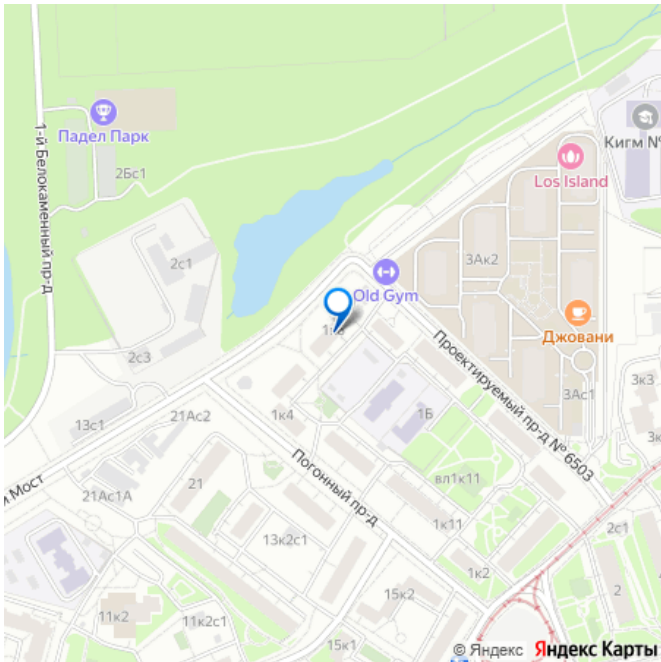 1-й Белокаменный пр-д
Падел Парк
2Бс1
Кигм №
Los Island
2с1
3Ак2
Old Gym
Джовани
2с3
Проектируемый пр-д № 6503
3к3
3Ас1
13с1
21Ас2
1к4
1Б
Мост
21
Погонный пр-д
вл1к11
21Ас1А
13к2с1
1к11
2с1
1к2
2
11к2
11к2с1
15к2
15к1
© Яндекс Яндекс Карты